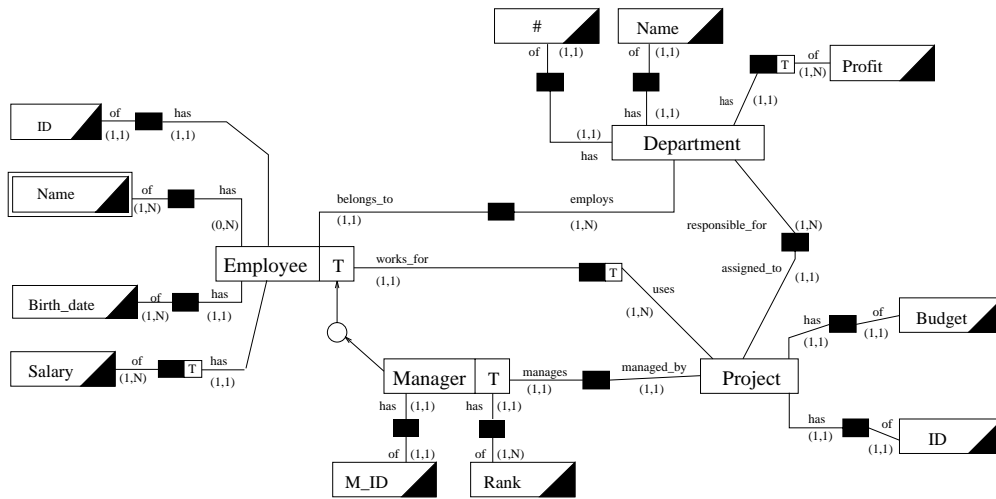 # Name
of (1,1) of (1,1) T of
(1,N) Profit
has (1,1)
ID of has
(1,1) (1,1)
has (1,1)
(1,1)
has
Department
Name of has
(1,N) (0,N)
belongs_to employs
(1,1) (1,N)
responsible_for (1,N)
Employee T works_for
(1,1)
T
assigned_to
(1,1)
uses
(1,N)
Birth_date of has
(1,N) (1,1)
has of Budget
(1,1) (1,1)
Salary of T has
(1,N) (1,1)
Manager T manages managed_by Project
(1,1) (1,1)
has (1,1) has (1,1)
has of
(1,1) (1,1) ID
of (1,1) of (1,N)
M_ID Rank